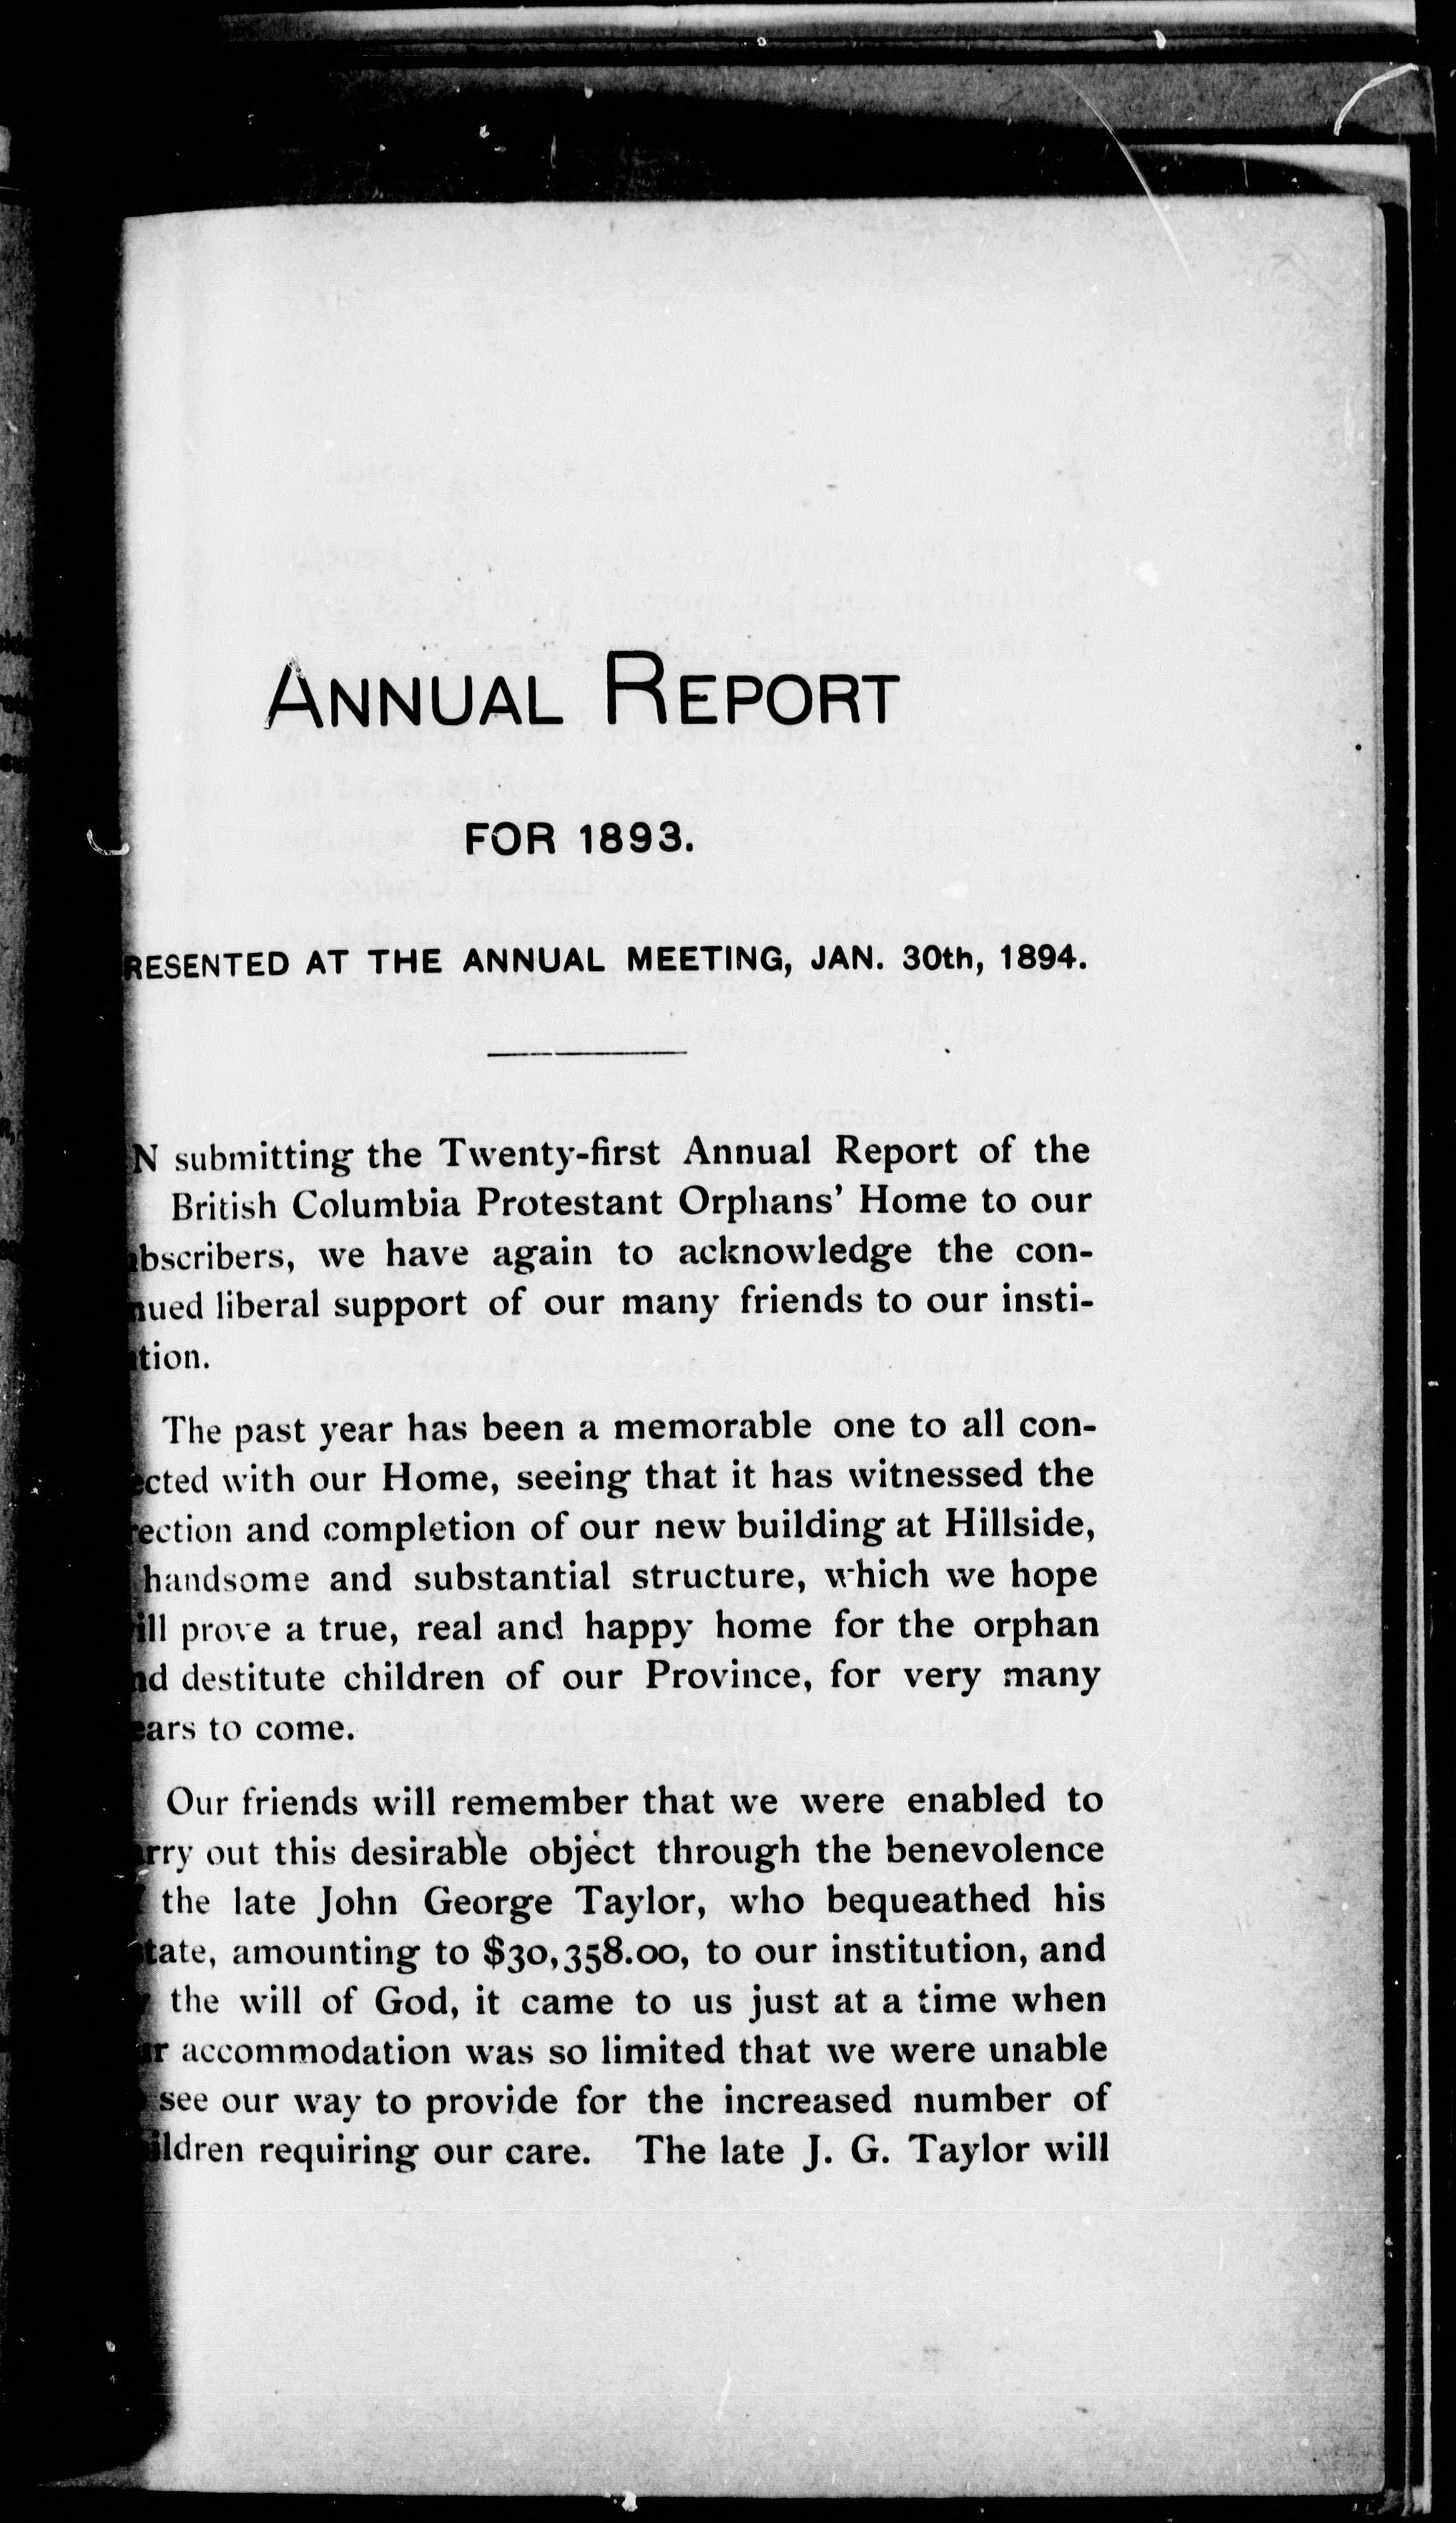 ANNUAL REPORT
FOR 1893.
RESENTED AT THE ANNUAL MEETING, JAN. 30th, 1894.
N submitting the Twenty-first Annual Report of the
British Columbia Protestant Orphans' Home to our
bscribers, we have again to acknowledge the con-
nued liberal support of our many friends to our insti-
tion.
The past year has been a memorable one to all con-
ected with our Home, seeing that it has witnessed the
rection and completion of our new building at Hillside,
handsome and substantial structure, which we hope
ill prove a true, real and happy home for the orphan
nd destitute children of our Province, for very many
ears to come.
Our friends will remember that we were enabled to
rry out this desirable object through the benevolence
the late John George Taylor, who bequeathed his
tate, amounting to $30,358.00, to our institution, and
the will of God, it came to us just at a time when
r accommodation was so limited that we were unable
see our way to provide for the increased number of
ildren requiring our care. The late J. G. Taylor will